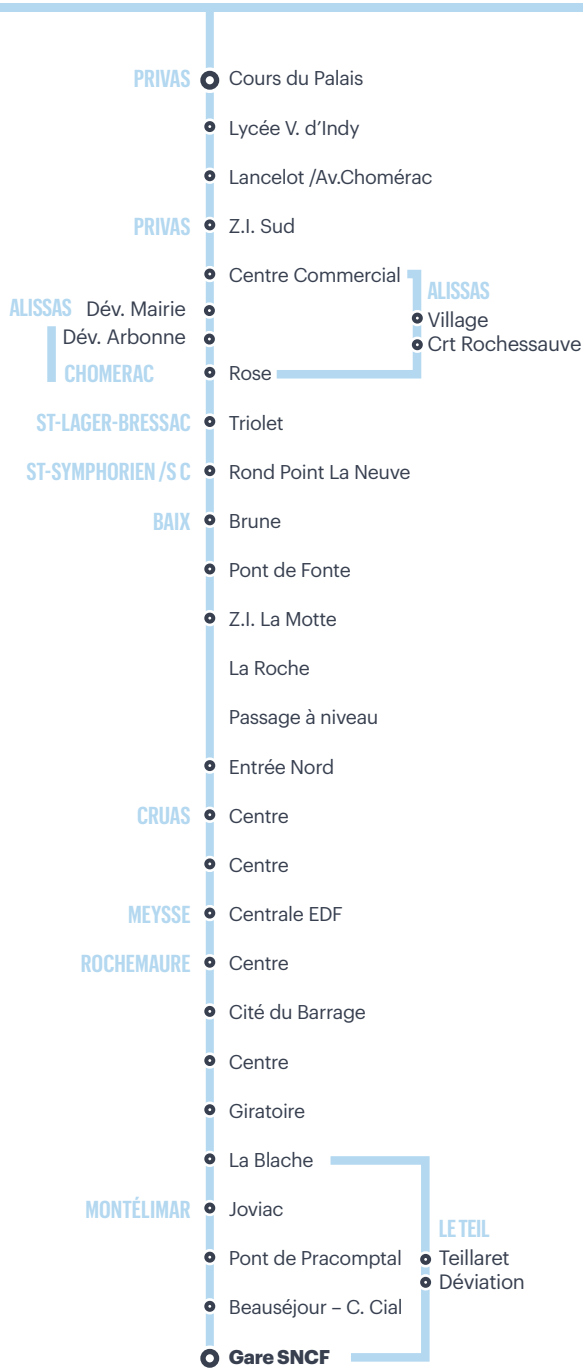 PRIVAS Cours du Palais
Lycée V. d'Indy
Lancelot /Av.Chomérac
PRIVAS Z.I. Sud
Centre Commercial
ALISSAS
ALISSAS Dév. Mairie
Village
Dév. Arbonne
Crt Rochessauve
CHOMERAC Rose
ST-LAGER-BRESSAC Triolet
ST-SYMPHORIEN /S C Rond Point La Neuve
BAIX Brune
Pont de Fonte
Z.I. La Motte
La Roche
Passage à niveau
Entrée Nord
CRUAS Centre
Centre
MEYSSE Centrale EDF
ROCHEMAURE Centre
Cité du Barrage
Centre
Giratoire
La Blache
MONTÉLIMAR Joviac
LE TEIL
Pont de Pracomptal
Teillaret
Déviation
Beauséjour – C. Cial
Gare SNCF